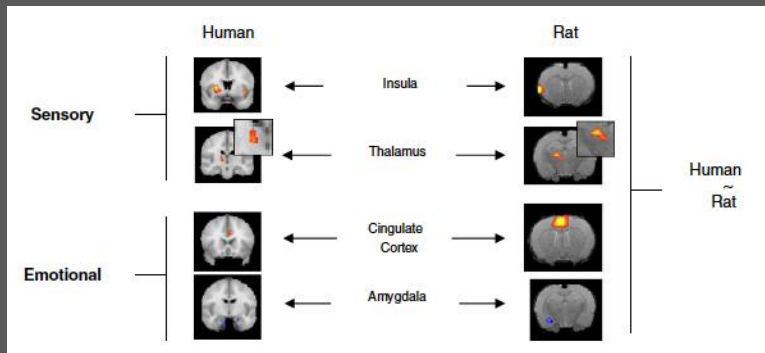 Human
Rat
Insula
Sensory
Thalamus
Human
~
Rat
Cingulate
Cortex
Emotional
Amygdala